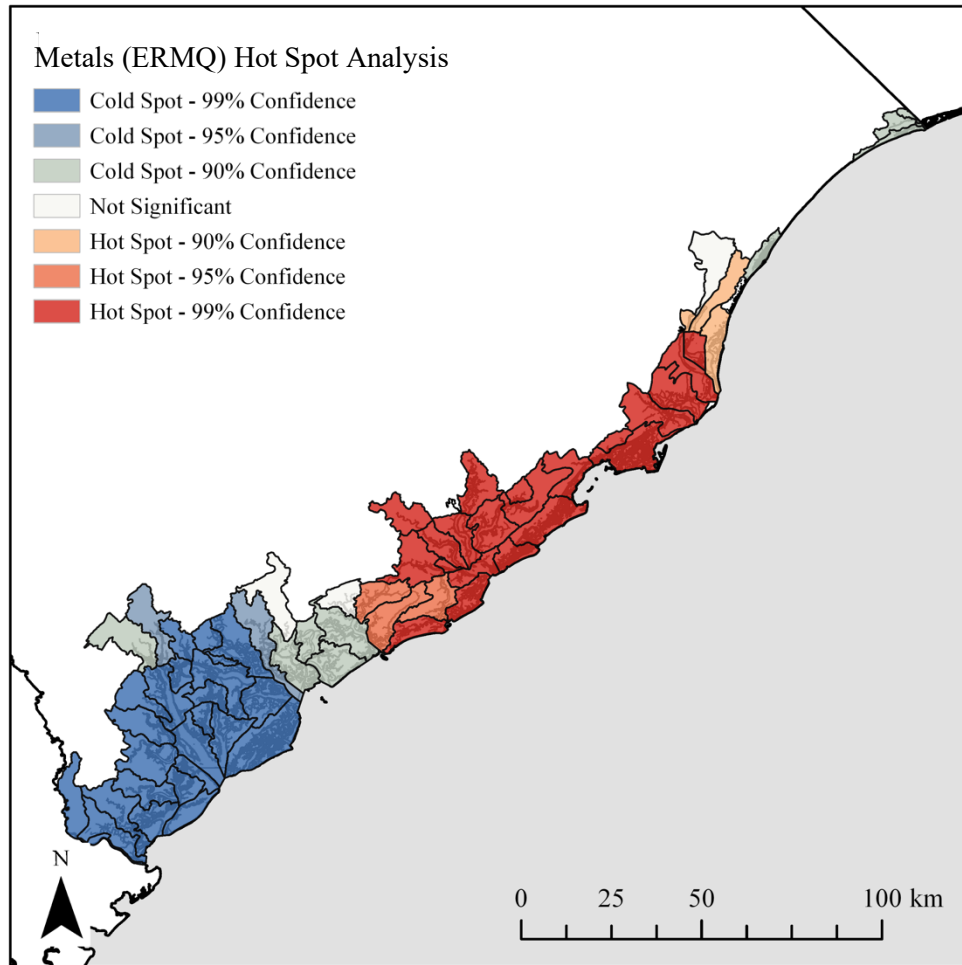 Metals (ERMQ) Hot Spot Analysis
Cold Spot - 99% Confidence
Cold Spot - 95% Confidence
Cold Spot - 90% Confidence
Not Significant
Hot Spot - 90% Confidence
Hot Spot - 95% Confidence
Hot Spot - 99% Confidence
N
0 25 50 100 km